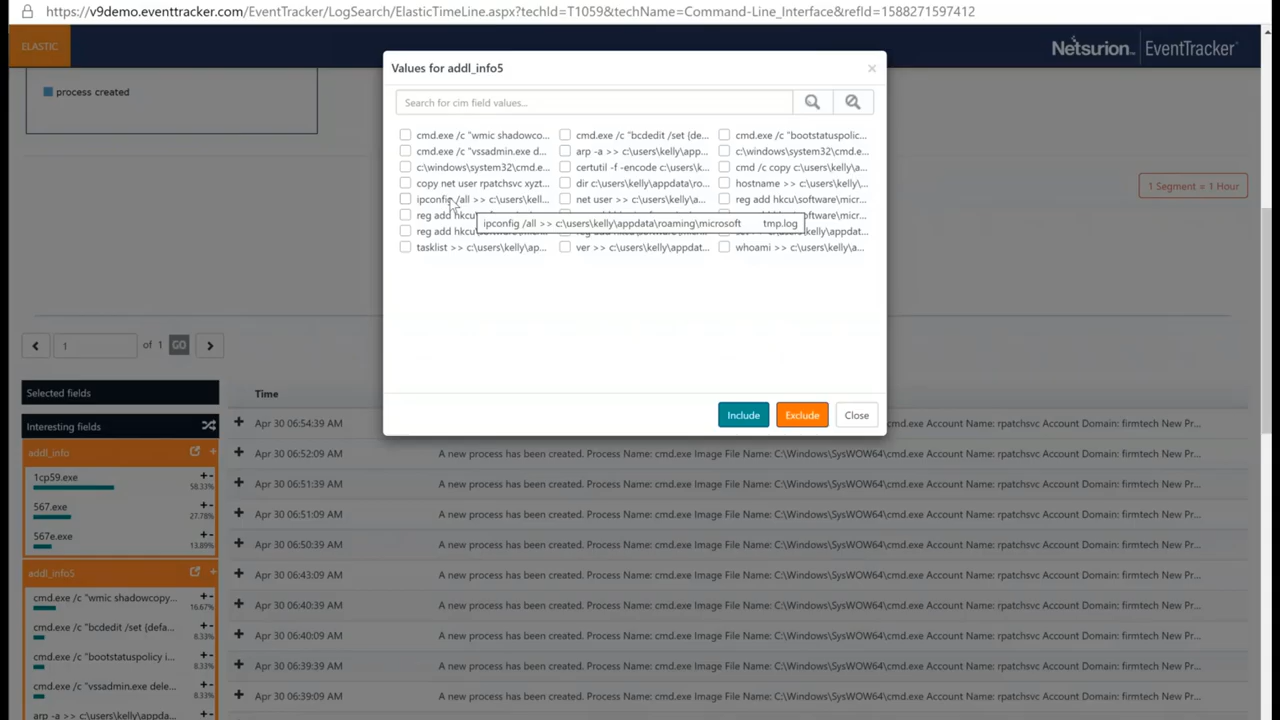 https://v9demo.eventtracker.com/EventTracker/LogSearch/ElasticTimeLine.aspx?techId=T1059&techName=Command-Line_Interface&refId=1588271597412
ELASTIC
Netsurion. EventTracker
process created
Values for addl_info5
×
Search for cim field values...
cmd.exe /c "wmic shadowco... cmd.exe /c "bcdedit /set {de... cmd.exe /c "bootstatuspolic...
cmd.exe /c "vssadmin.exe d... arp -a >> c:\users\kelly\app... c:\windows\system32\cmd.e...
c:\windows\system32\cmd.e... certutil -f -encode c:\users\k... cmd /c copy c:\users\kelly\a...
copy net user rpatchsvc xyzt... dir c:\users\kelly\appdata\ro... hostname >> c:\users\kelly\...
ipconfig /all >> c:\users\kell... net user >> c:\users\kelly\a... reg add hkcu\software\micr...
reg add hkcu\ ipconfig /all >> c:\users\kelly\appdata\roaming\microsoft tmp.log
reg add hkcu\software\
tasklist >> c:\users\kelly\ap... ver >> c:\users\kelly\appdat... whoami >> c:\users\kelly\a...
1 Segment = 1 Hour
1 of 1 GO
Include Exclude Close
Selected fields
Interesting fields
addl_info +
1cp59.exe +- 58.33%
567.exe +- 27.78%
567e.exe +- 13.89%
addl_info5 +
cmd.exe /c "wmic shadowcopy... +- 16.67%
cmd.exe /c "bcdedit /set {defa... +- 8.33%
cmd.exe /c "bootstatuspolicy i... +- 8.33%
cmd.exe /c "vssadmin.exe dele... +- 8.33%
arp -a >> c:\users\kelly\appda... +-
Time
+ Apr 30 06:54:39 AM cmd.exe Account Name: rpatchsvc Account Domain: firmtech New Pr...
+ Apr 30 06:52:09 AM A new process has been created. Process Name: cmd.exe Image File Name: C:\Windows\SysWOW64\cmd.exe Account Name: rpatchsvc Account Domain: firmtech New Pr...
+ Apr 30 06:51:39 AM A new process has been created. Process Name: cmd.exe Image File Name: C:\Windows\SysWOW64\cmd.exe Account Name: rpatchsvc Account Domain: firmtech New Pr...
+ Apr 30 06:51:09 AM A new process has been created. Process Name: cmd.exe Image File Name: C:\Windows\SysWOW64\cmd.exe Account Name: rpatchsvc Account Domain: firmtech New Pr...
+ Apr 30 06:50:39 AM A new process has been created. Process Name: cmd.exe Image File Name: C:\Windows\SysWOW64\cmd.exe Account Name: rpatchsvc Account Domain: firmtech New Pr...
+ Apr 30 06:43:09 AM A new process has been created. Process Name: cmd.exe Image File Name: C:\Windows\SysWOW64\cmd.exe Account Name: rpatchsvc Account Domain: firmtech New Pr...
+ Apr 30 06:40:39 AM A new process has been created. Process Name: cmd.exe Image File Name: C:\Windows\SysWOW64\cmd.exe Account Name: rpatchsvc Account Domain: firmtech New Pr...
+ Apr 30 06:40:09 AM A new process has been created. Process Name: cmd.exe Image File Name: C:\Windows\SysWOW64\cmd.exe Account Name: rpatchsvc Account Domain: firmtech New Pr...
+ Apr 30 06:39:39 AM A new process has been created. Process Name: cmd.exe Image File Name: C:\Windows\SysWOW64\cmd.exe Account Name: rpatchsvc Account Domain: firmtech New Pr...
+ Apr 30 06:39:09 AM A new process has been created. Process Name: cmd.exe Image File Name: C:\Windows\SysWOW64\cmd.exe Account Name: rpatchsvc Account Domain: firmtech New Pr...